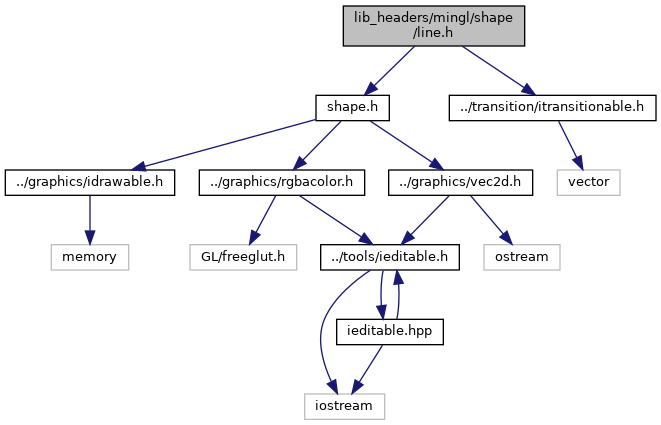 lib_headers/mingl/shape
/line.h
shape.h
../transition/itransitionable.h
../graphics/idrawable.h
../graphics/rgbacolor.h
../graphics/vec2d.h
vector
memory
GL/freeglut.h
../tools/ieditable.h
ostream
ieditable.hpp
iostream